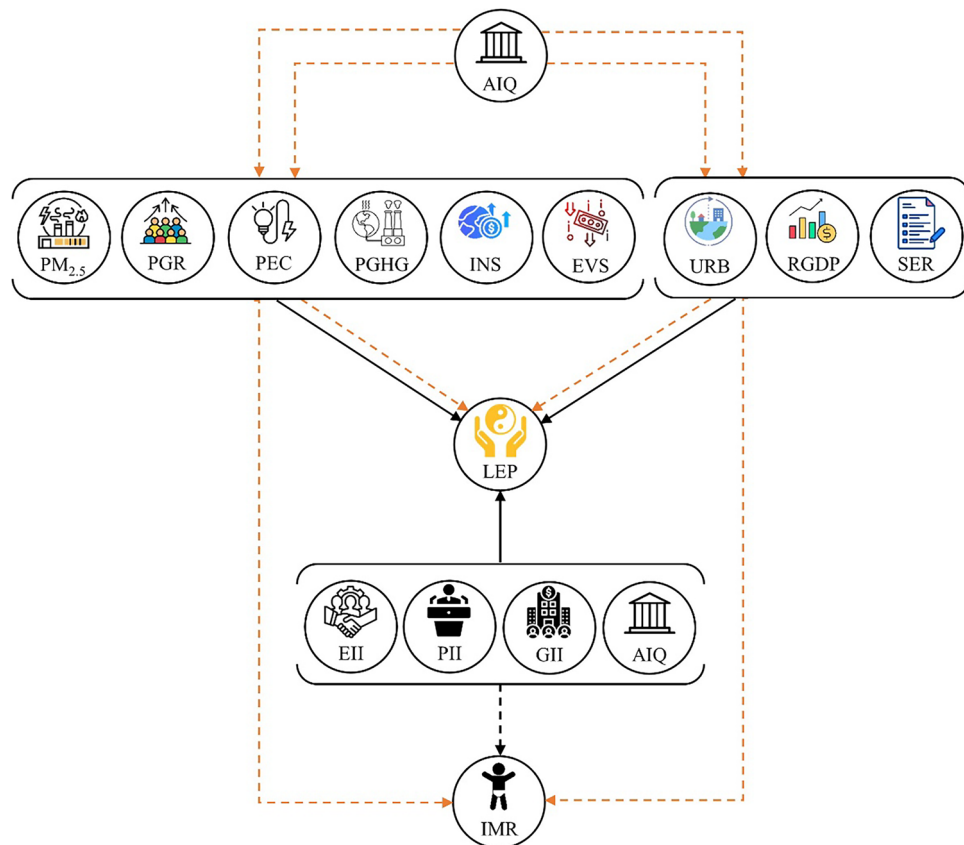 AIQ
PM2.5 PGR PEC PGHG INS EVS URB RGDP SER
LEP
EII PII GII AIQ
IMR